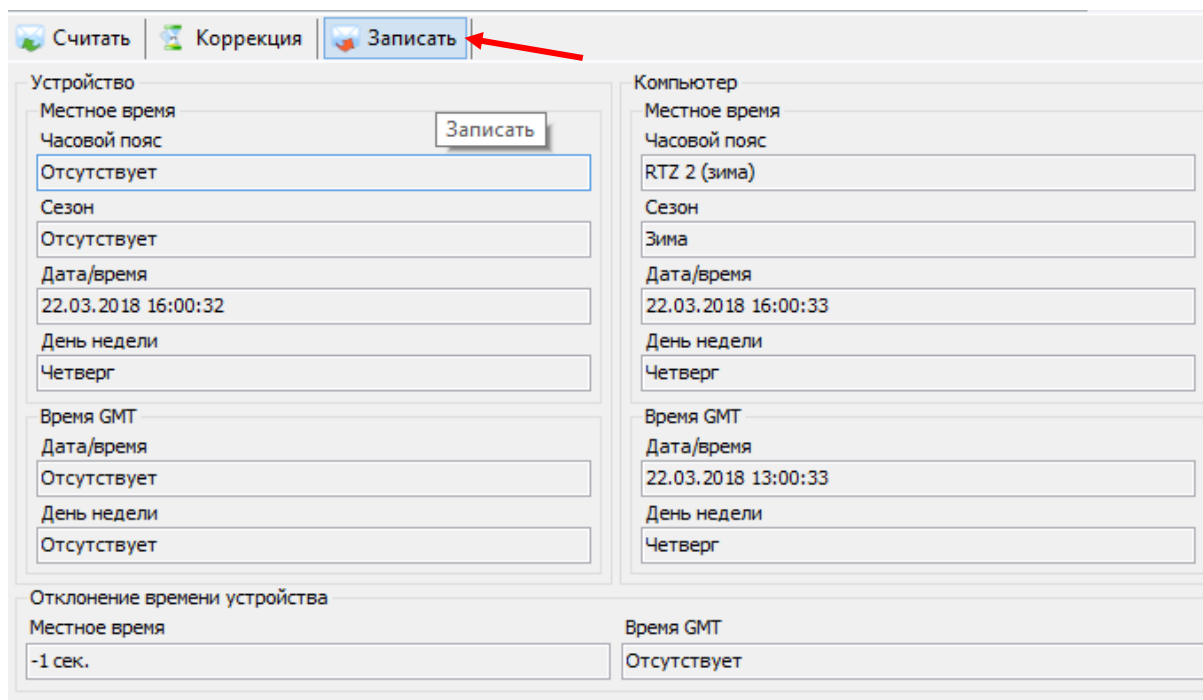 Считать Коррекция Записать
Устройство
Местное время
Записать
Часовой пояс
Отсутствует
Сезон
Отсутствует
Дата/время
22.03.2018 16:00:32
День недели
Четверг
Время GMT
Дата/время
Отсутствует
День недели
Отсутствует
Компьютер
Местное время
Часовой пояс
RTZ 2 (зима)
Сезон
Зима
Дата/время
22.03.2018 16:00:33
День недели
Четверг
Время GMT
Дата/время
22.03.2018 13:00:33
День недели
Четверг
Отклонение времени устройства
Местное время
-1 сек.
Время GMT
Отсутствует